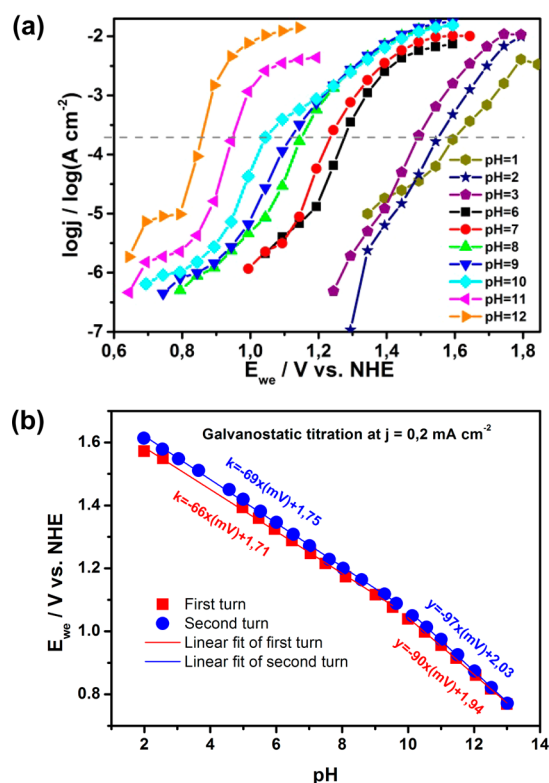 (a)
-2
-3
-4
-5
-6
-7
logj / log(A cm-2)
pH=1
pH=2
pH=3
pH=6
pH=7
pH=8
pH=9
pH=10
pH=11
pH=12
0,6 0,8 1,0 1,2 1,4 1,6 1,8
Ewe / V vs. NHE
(b)
Galvanostatic titration at j = 0,2 mA cm-2
1.6
1.4
1.2
1.0
0.8
Ewe / V vs. NHE
k=-69x(mV)+1,75
k=-66x(mV)+1,71
First turn
Second turn
Linear fit of first turn
Linear fit of second turn
y=-97x(mV)+2,03
y=-90x(mV)+1,94
0 2 4 6 8 10 12 14
pH